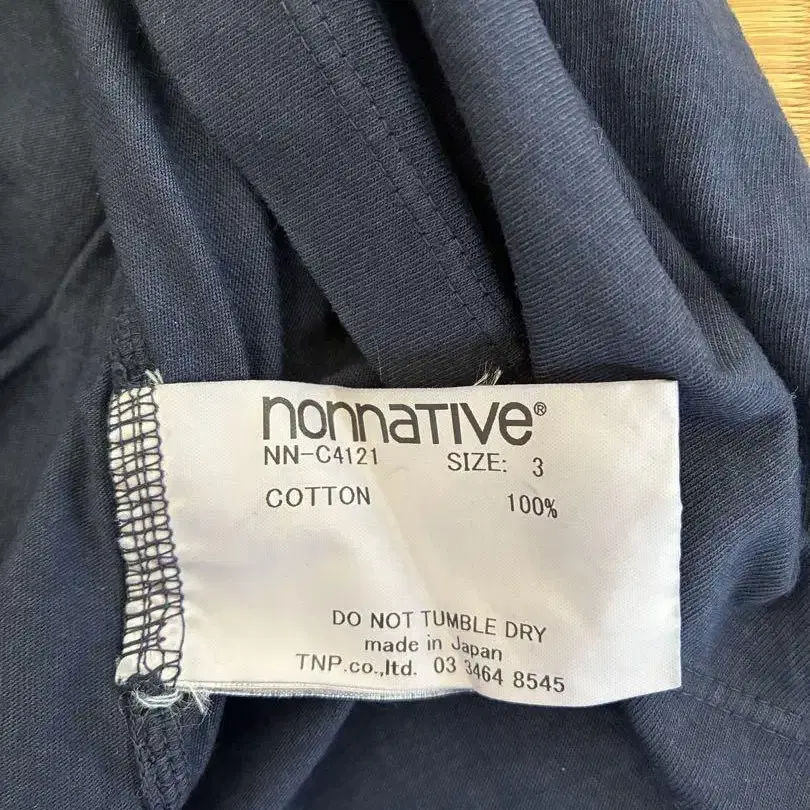 nonnative®
NN-C4121 SIZE: 3
COTTON 100%
DO NOT TUMBLE DRY
made in Japan
TNP.co.,ltd. 03 3464 8545